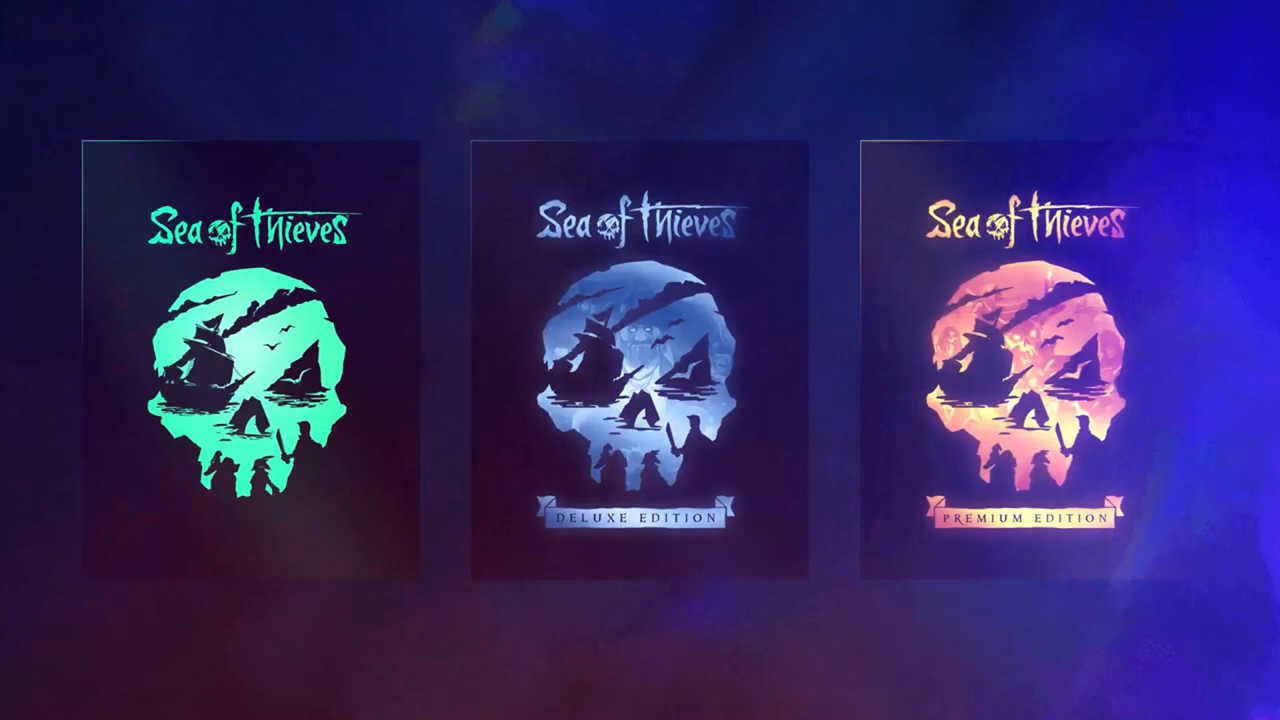 Sea of Thieves
Sea of Thieves
DELUXE EDITION
Sea of Thieves
PREMIUM EDITION